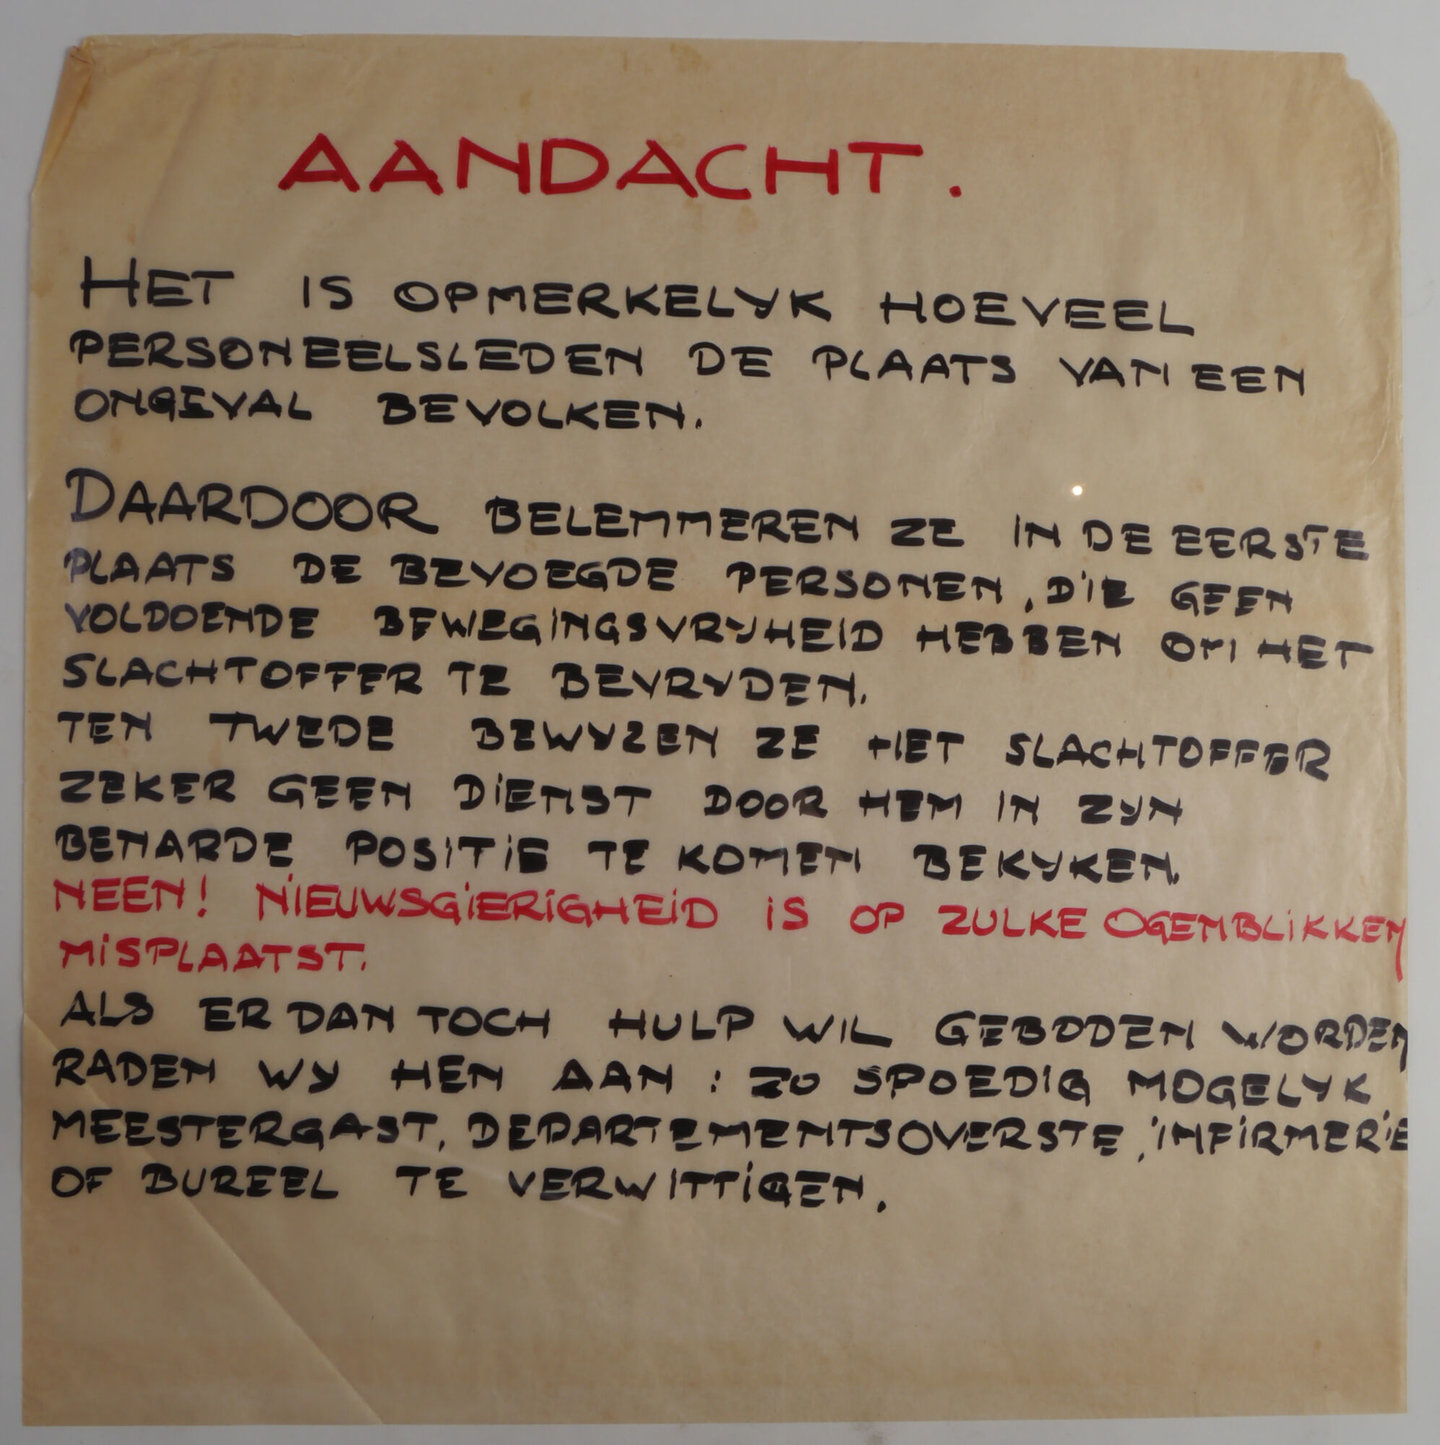 AANDACHT.
HET IS OPMERKELYK HOEVEEL
PERSONEELSLEDEN DE PLAATS VAN EEN
ONGEVAL BEVOLKEN.
DAARDOOR BELEMMEREN ZE IN DE EERSTE
PLAATS DE BEVOEGDE PERSONEN, DiE GEEN
VOLDOENDE BEWEGiNGSVRYHEiD HEBBEN OM HET
SLACHTOFFER TE BEVRYDEN.
TEN TWEDE BEWYZEN ZE HET SLACHTOFFER
ZEKER GEEN DiENST DOOR HEM IN ZYN
BENARDE POSiTiE TE KOMEN BEKYKEN.
NEEN! NiEUWSGiERiGHEiD iS OP ZULKE OGEMBLiKKEN
MiSPLAATST.
ALS ER DAN TOCH HULP WIL GEBODEN WORDEN
RADEN WY HEN AAN : ZO SPOEDiG MOGELYK
MEESTERGAST, DEPARTEMENTSOVERSTE, iNFiRMERiE
OF BUREEL TE VERWiTTiGEN.